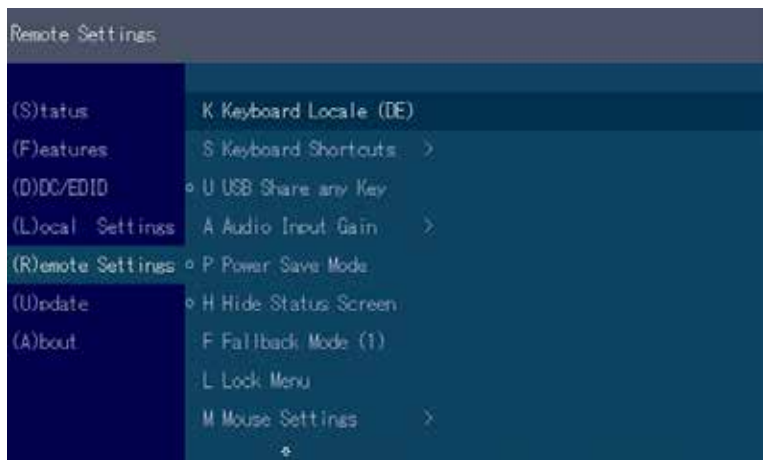 Remote Settings
(S)tatus
(F)eatures
(D)DC/EDID
(L)ocal Settings
(R)emote Settings
(U)pdate
(A)bout
K Keyboard Locale (DE)
S Keyboard Shortcuts >
U USB Share any Key
A Audio Input Gain >
P Power Save Mode
H Hide Status Screen
F Fallback Mode (1)
L Lock Menu
M Mouse Settings >